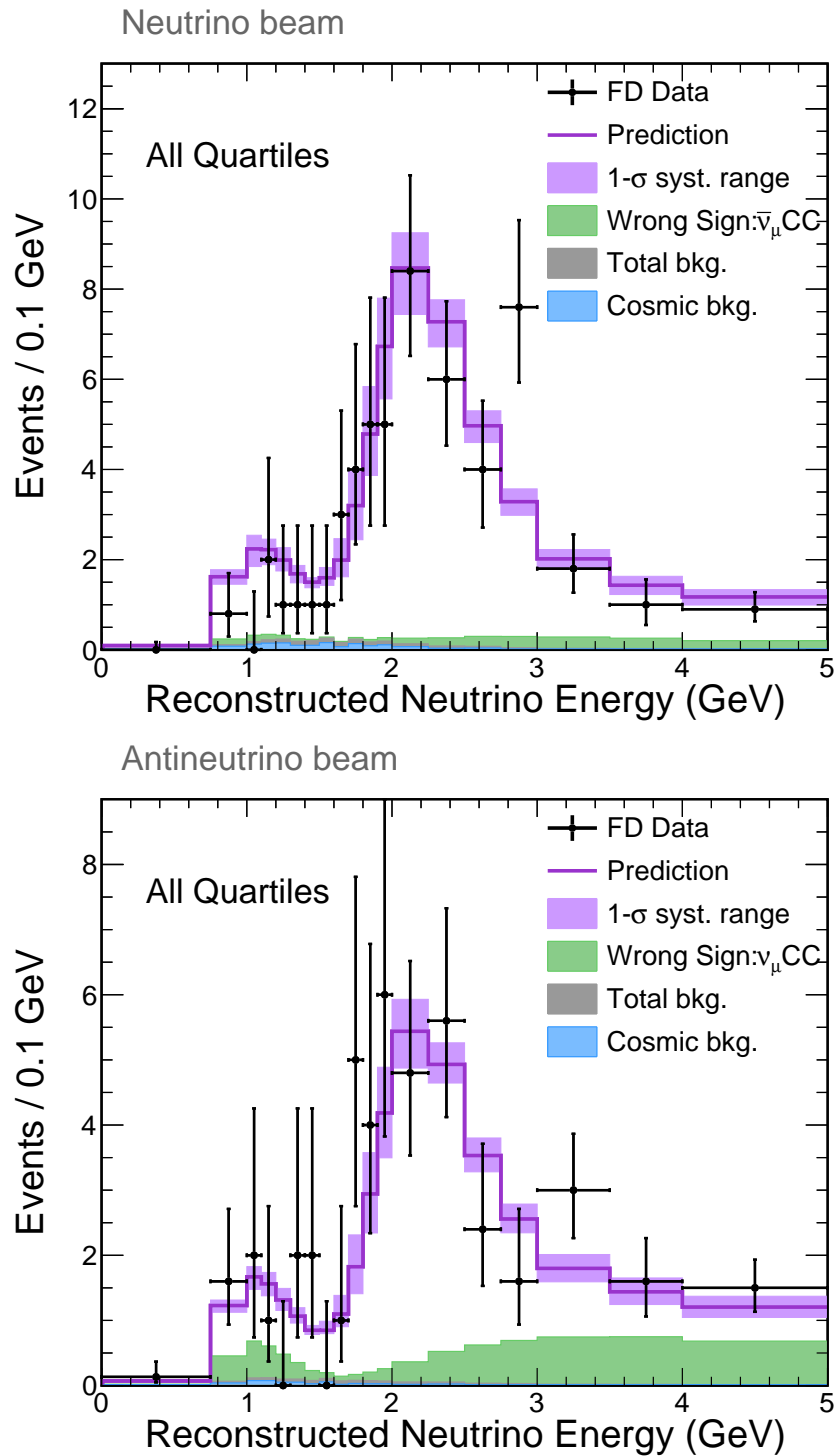 Neutrino beam
12
10
8
6
4
2
0
Events / 0.1 GeV
All Quartiles
FD Data
Prediction
1-σ syst. range
Wrong Sign:ν̅μCC
Total bkg.
Cosmic bkg.
0 1 2 3 4 5
Reconstructed Neutrino Energy (GeV)
Antineutrino beam
8
6
4
2
0
Events / 0.1 GeV
All Quartiles
FD Data
Prediction
1-σ syst. range
Wrong Sign:νμCC
Total bkg.
Cosmic bkg.
0 1 2 3 4 5
Reconstructed Neutrino Energy (GeV)